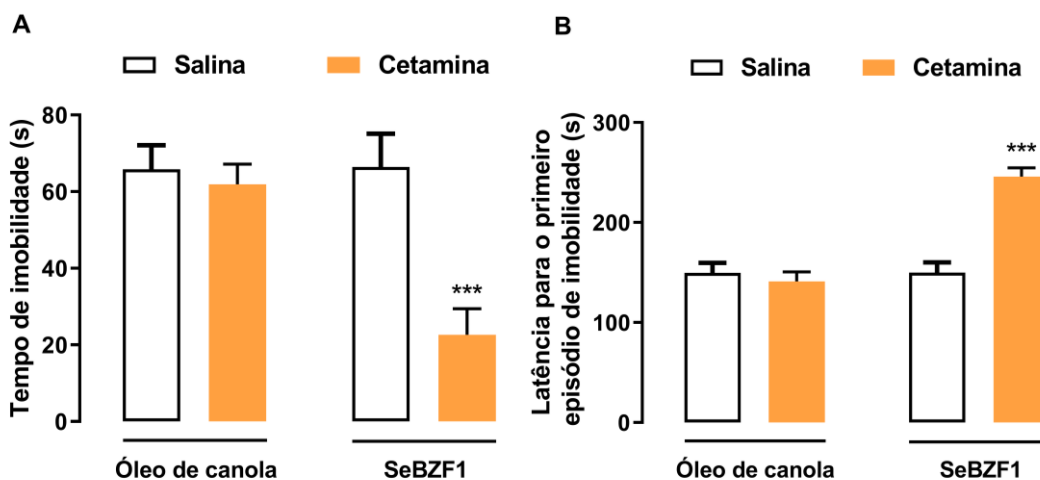 A
Salina
Cetamina
Tempo de imobilidade (s)
80
60
40
20
0
***
Óleo de canola
SeBZF1
B
Salina
Cetamina
Latência para o primeiro
episódio de imobilidade (s)
300
200
100
0
***
Óleo de canola
SeBZF1